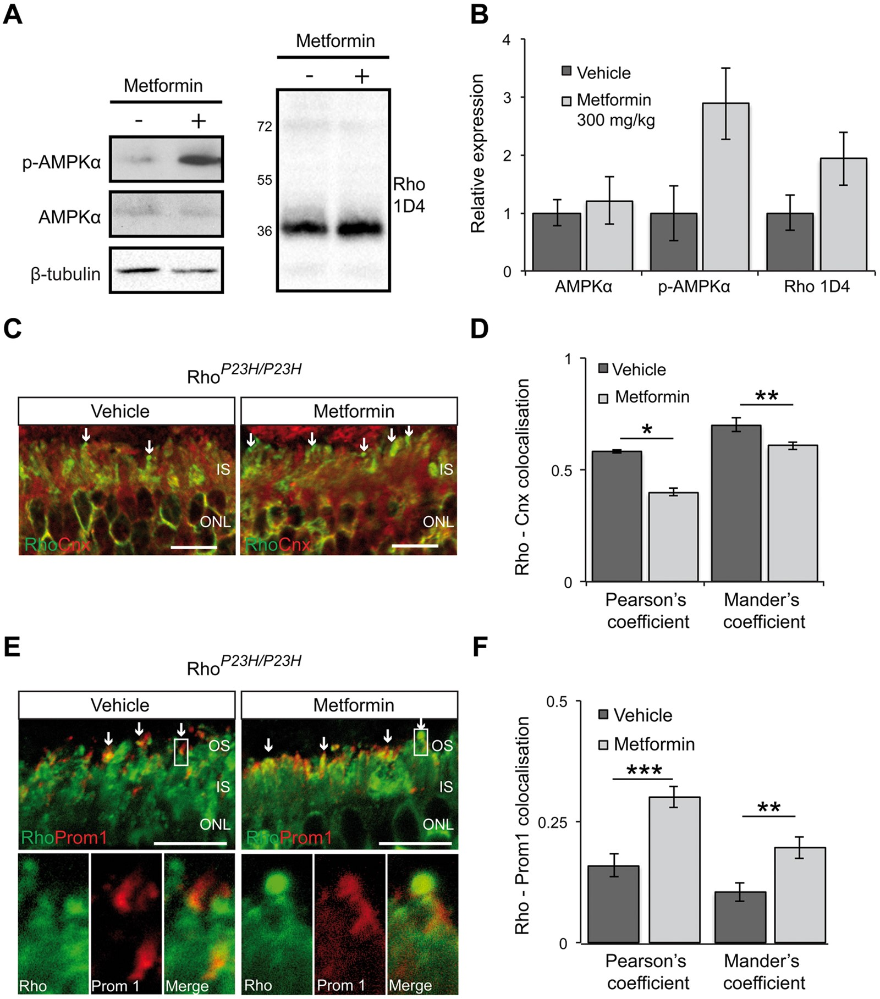 A
Metformin
- +
p-AMPKα
AMPKα
β-tubulin
Metformin
- +
72
55
36
Rho
1D4
B
Relative expression
4
3
2
1
0
Vehicle
Metformin
300 mg/kg
AMPKα p-AMPKα Rho 1D4
C
Rho P23H/P23H
Vehicle Metformin
IS
ONL
RhoCnx
IS
ONL
RhoCnx
D
Rho - Cnx colocalisation
1
0.5
0
Vehicle
Metformin
*
**
Pearson's
coefficient
Mander's
coefficient
E
Rho P23H/P23H
Vehicle Metformin
OS
IS
ONL
RhoProm1
OS
IS
ONL
RhoProm1
Rho Prom 1 Merge
Rho Prom 1 Merge
F
Rho - Prom1 colocalisation
0.5
0.25
0
Vehicle
Metformin
***
**
Pearson's
coefficient
Mander's
coefficient